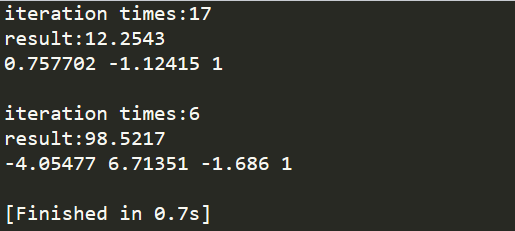 iteration times:17
result:12.2543
0.757702 -1.12415 1
iteration times:6
result:98.5217
-4.05477 6.71351 -1.686 1
[Finished in 0.7s]